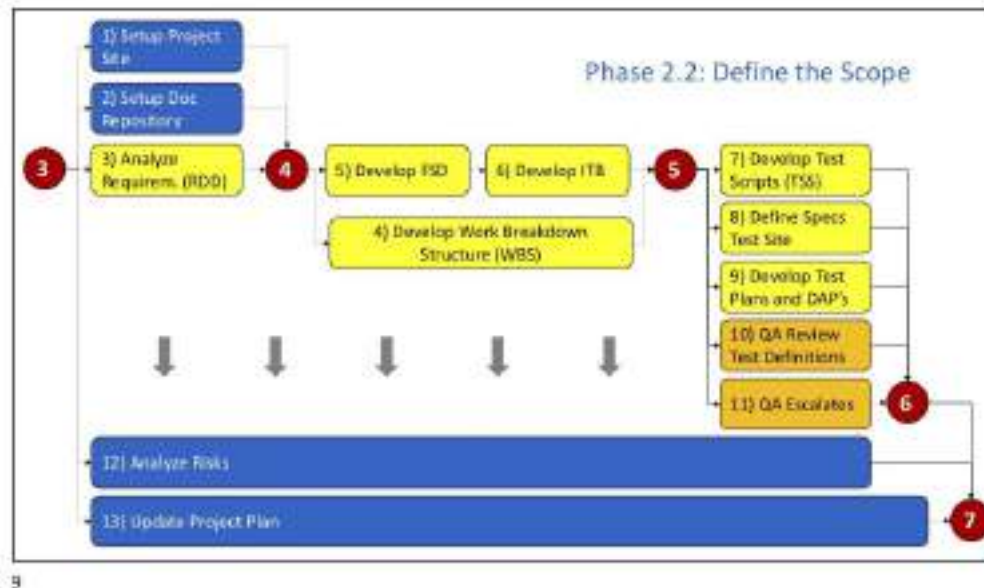 1) Setup Project
Site
Phase 2.2: Define the Scope
2) Setup Doc
Repository
3
3) Analyze
Requirem. (RDD)
4
5) Develop FSD
6) Develop ITB
5
7) Develop Test
Scripts (TSS)
4) Develop Work Breakdown
Structure (WBS)
8) Define Specs
Test Site
9) Develop Test
Plans and DAP's
10) QA Review
Test Definitions
11) QA Escalates
6
12) Analyze Risks
13) Update Project Plan
7
9